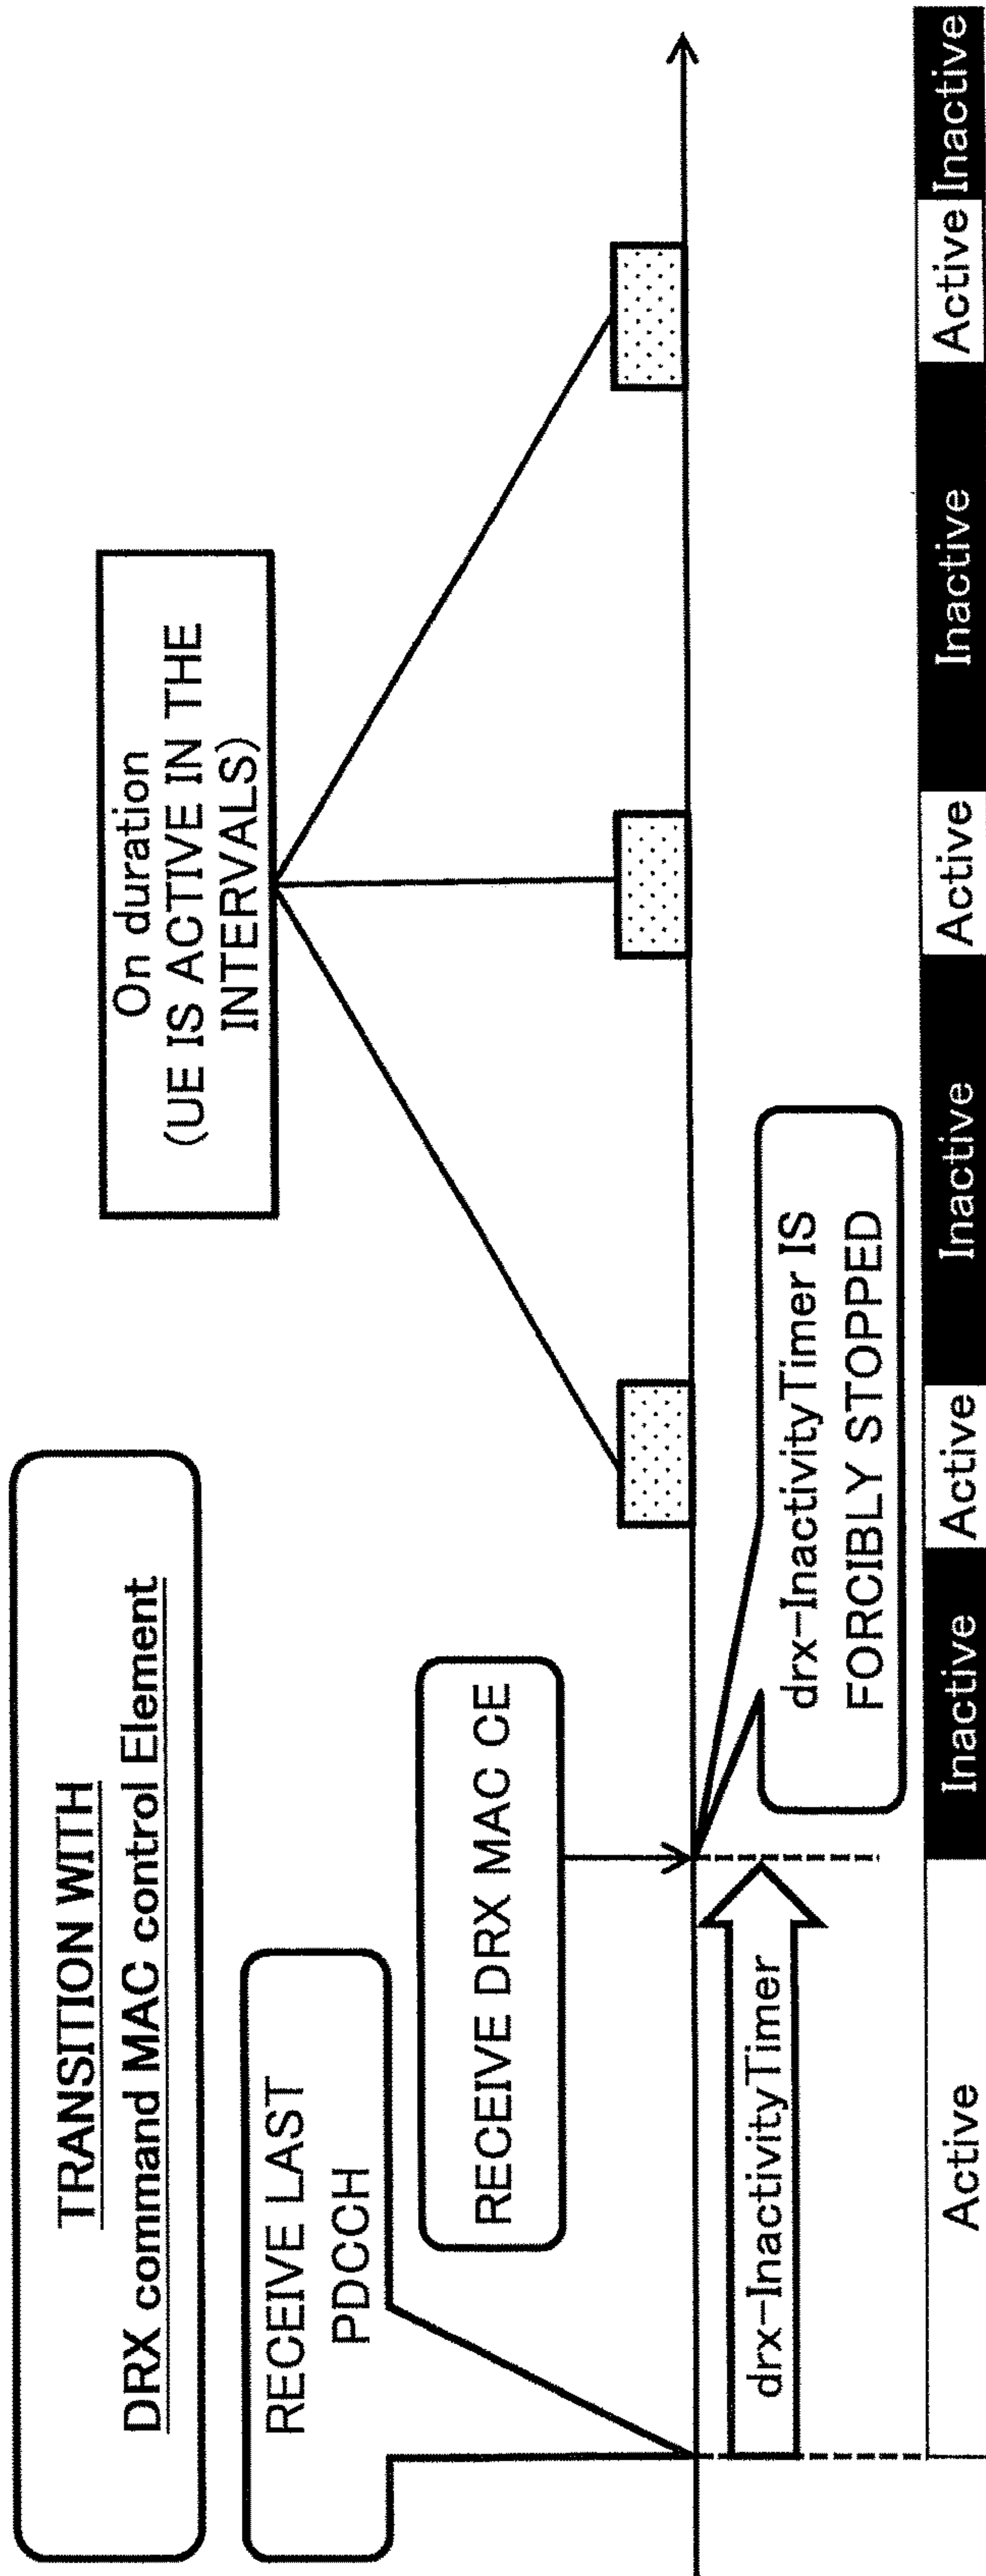 TRANSITION WITH
DRX command MAC control Element
RECEIVE LAST
PDCCH
RECEIVE DRX MAC CE
On duration
(UE IS ACTIVE IN THE
INTERVALS)
drx-InactivityTimer
drx-InactivityTimer IS
FORCIBLY STOPPED
Active
Inactive
Active
Inactive
Active
Inactive
Active
Inactive